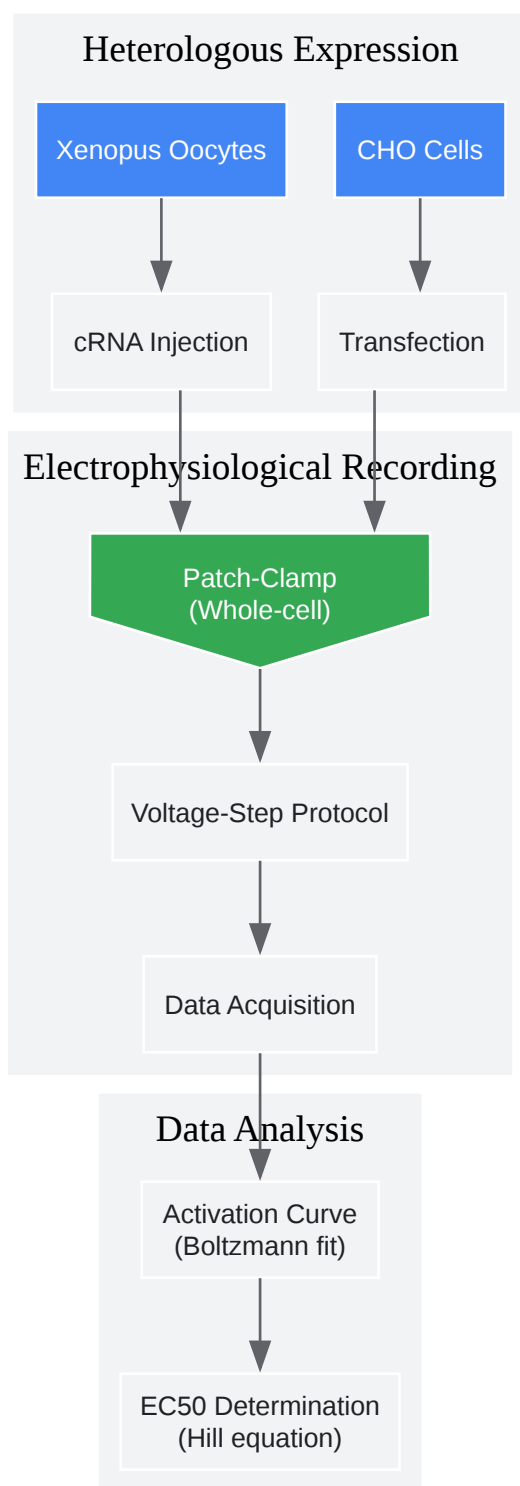 Heterologous Expression
Xenopus Oocytes
CHO Cells
cRNA Injection
Transfection
Electrophysiological Recording
Patch-Clamp
(Whole-cell)
Voltage-Step Protocol
Data Acquisition
Data Analysis
Activation Curve
(Boltzmann fit)
EC50 Determination
(Hill equation)